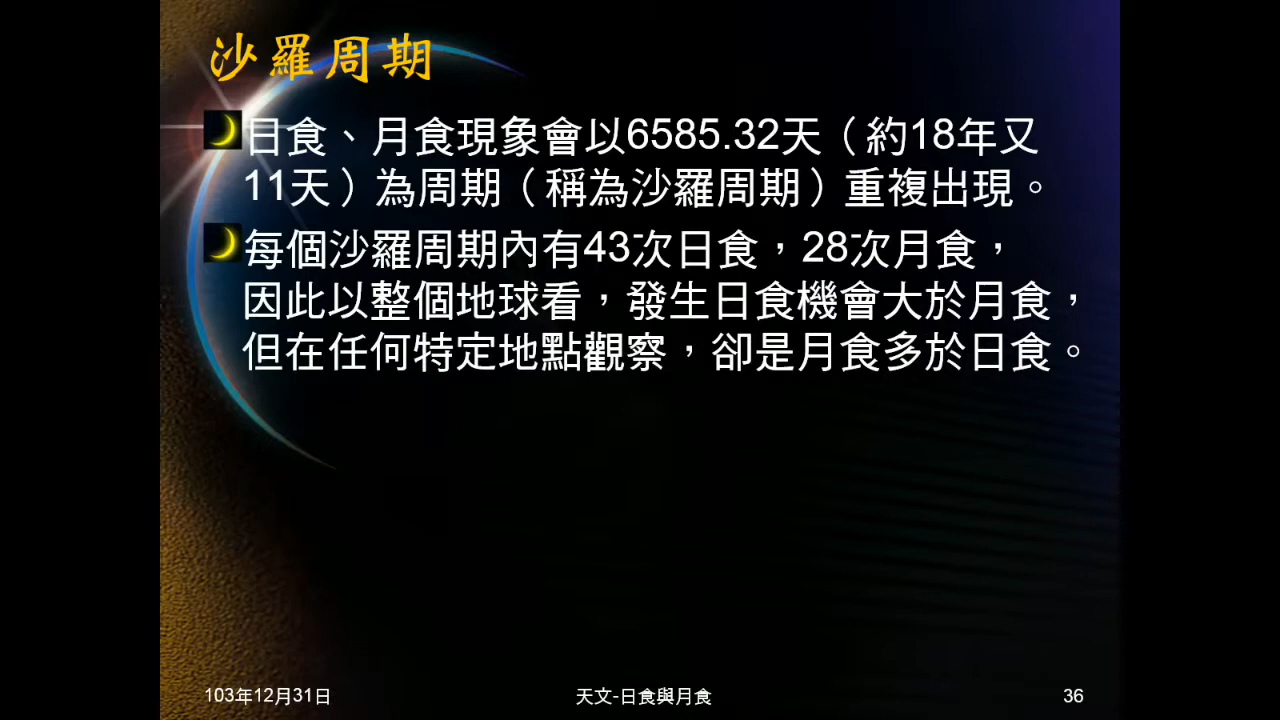 沙羅周期
日食、月食現象會以6585.32天（約18年又
11天）為周期（稱為沙羅周期）重複出現。
每個沙羅周期內有43次日食，28次月食，
因此以整個地球看，發生日食機會大於月食，
但在任何特定地點觀察，卻是月食多於日食。
103年12月31日
天文-日食與月食
36